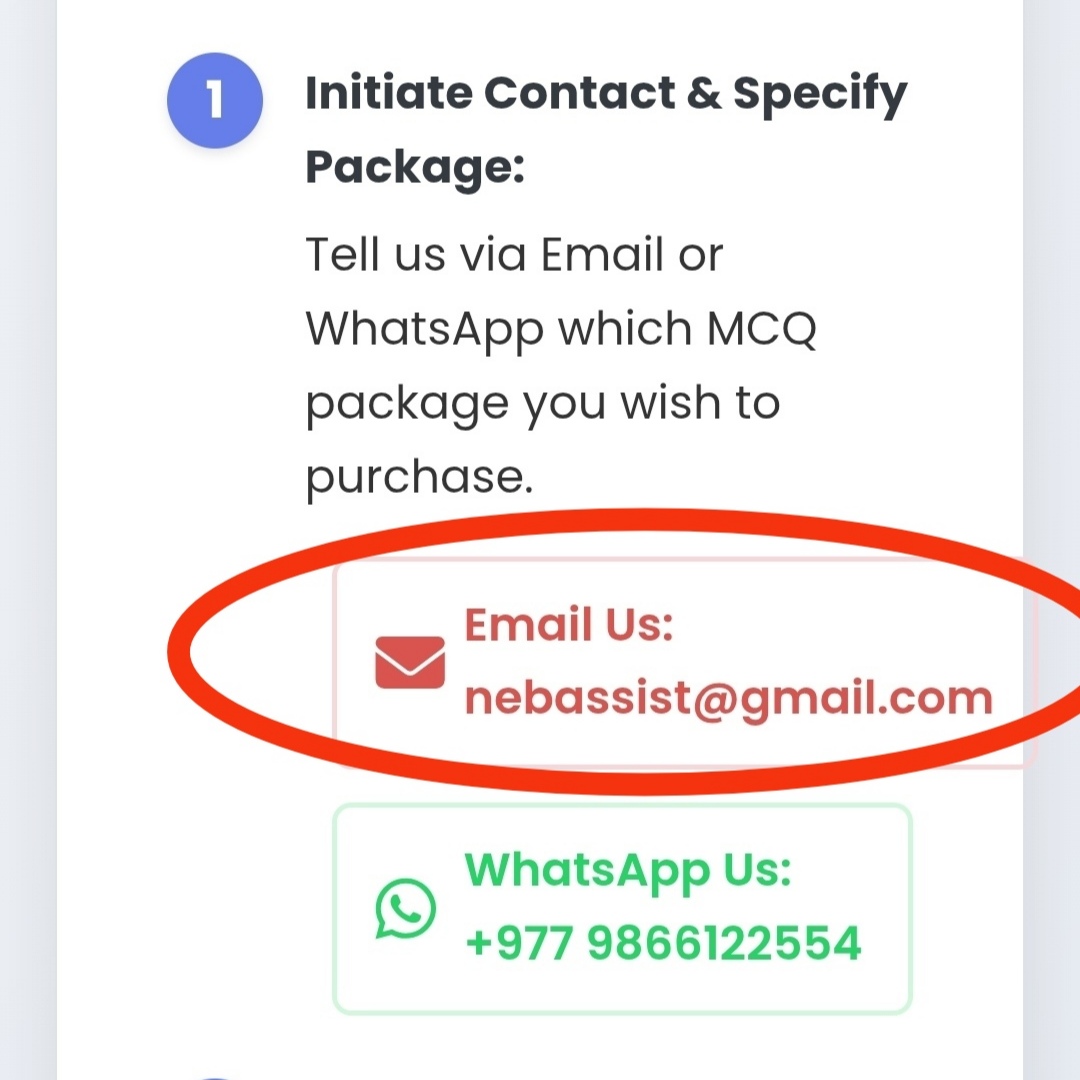 1
Initiate Contact & Specify
Package:
Tell us via Email or
WhatsApp which MCQ
package you wish to
purchase.
Email Us:
nebassist@gmail.com
WhatsApp Us:
+977 9866122554